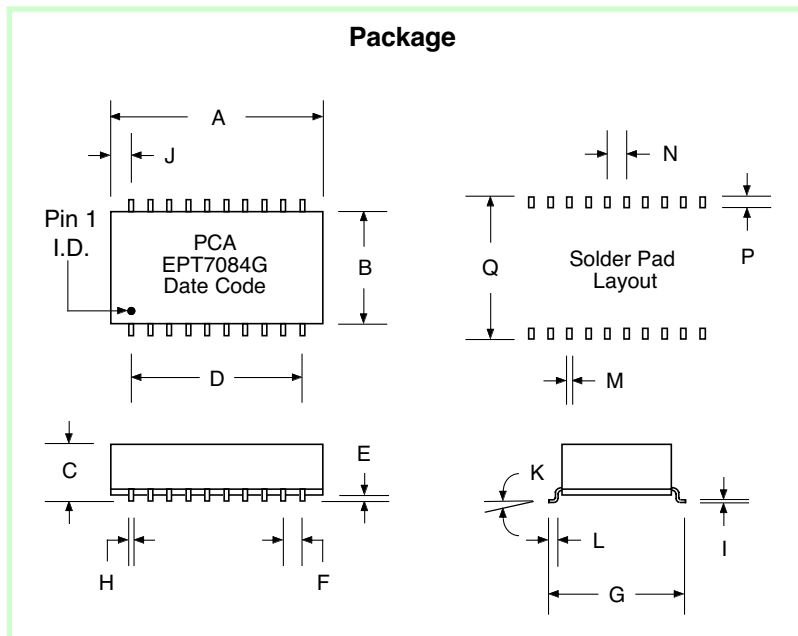 Package
A
J
N
Pin 1
I.D.
PCA
EPT7084G
Date Code
B
P
Q
Solder Pad
Layout
D
M
C
E
K
H
F
L
I
G